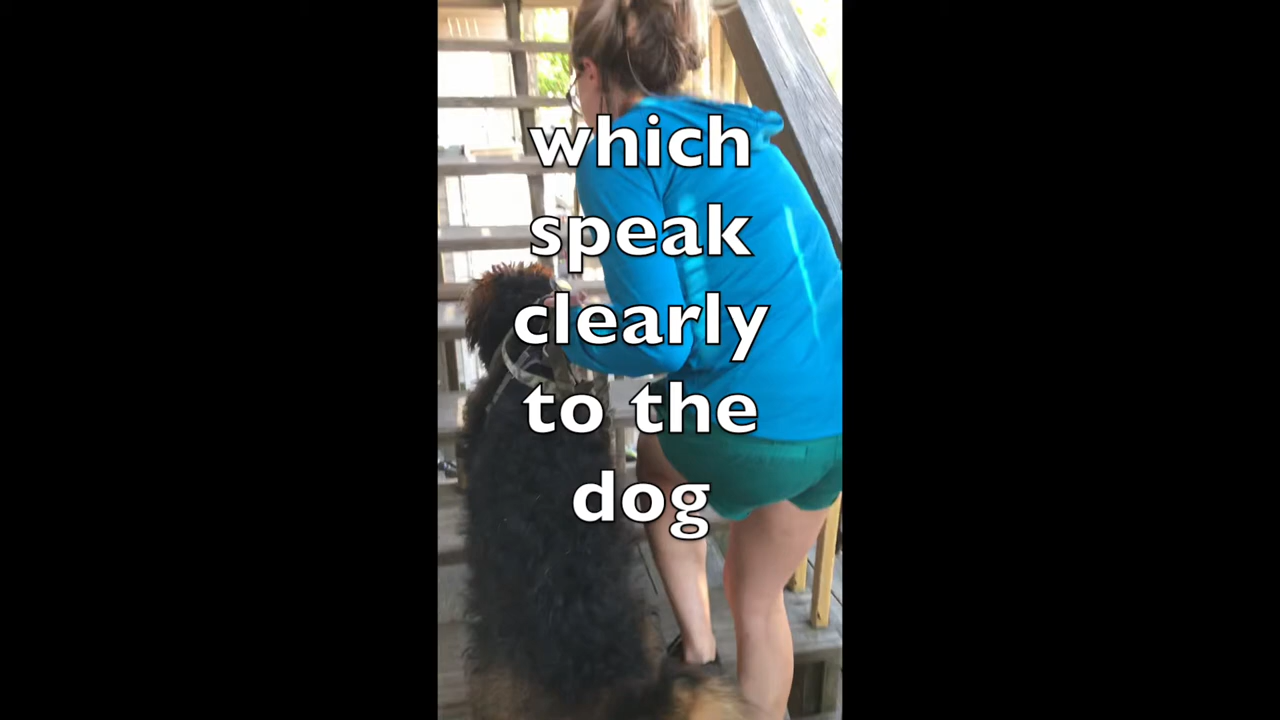 which
speak
clearly
to the
dog